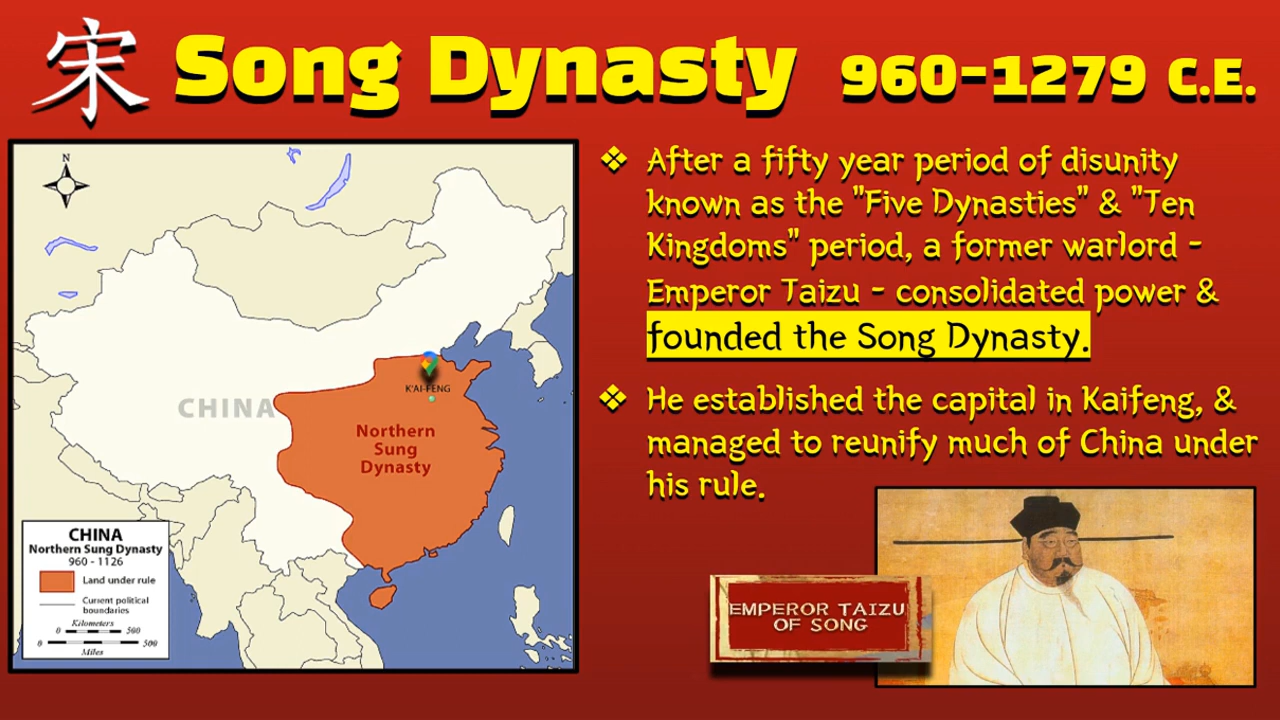 宋 Song Dynasty 960-1279 C.E.
N
CHINA
K'AI-FENG
Northern
Sung
Dynasty
CHINA
Northern Sung Dynasty
960 - 1126
Land under rule
Current political
boundaries
Kilometers
0 500
0 500
Miles
❖ After a fifty year period of disunity
known as the "Five Dynasties" & "Ten
Kingdoms" period, a former warlord -
Emperor Taizu - consolidated power &
founded the Song Dynasty.
❖ He established the capital in Kaifeng, &
managed to reunify much of China under
his rule.
EMPEROR TAIZU
OF SONG